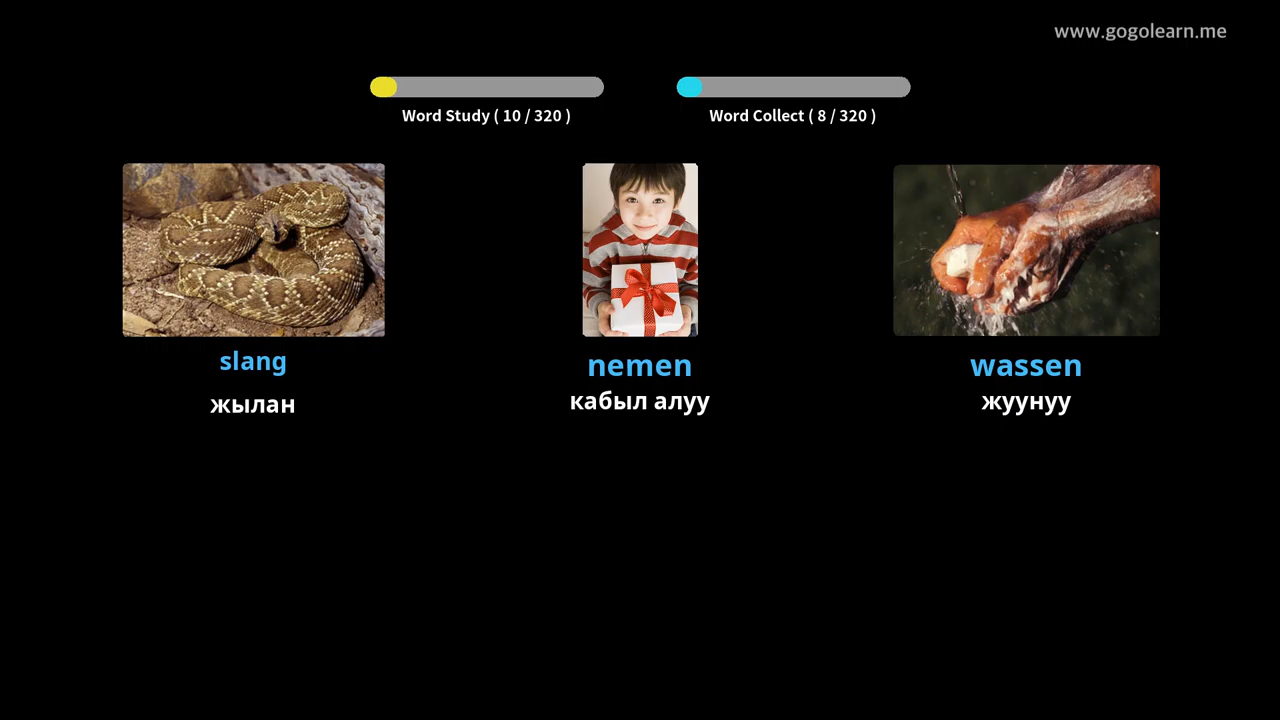 www.gogolearn.me
Word Study ( 10 / 320 )
Word Collect ( 8 / 320 )
slang
жылан
nemen
кабыл алуу
wassen
жуунуу